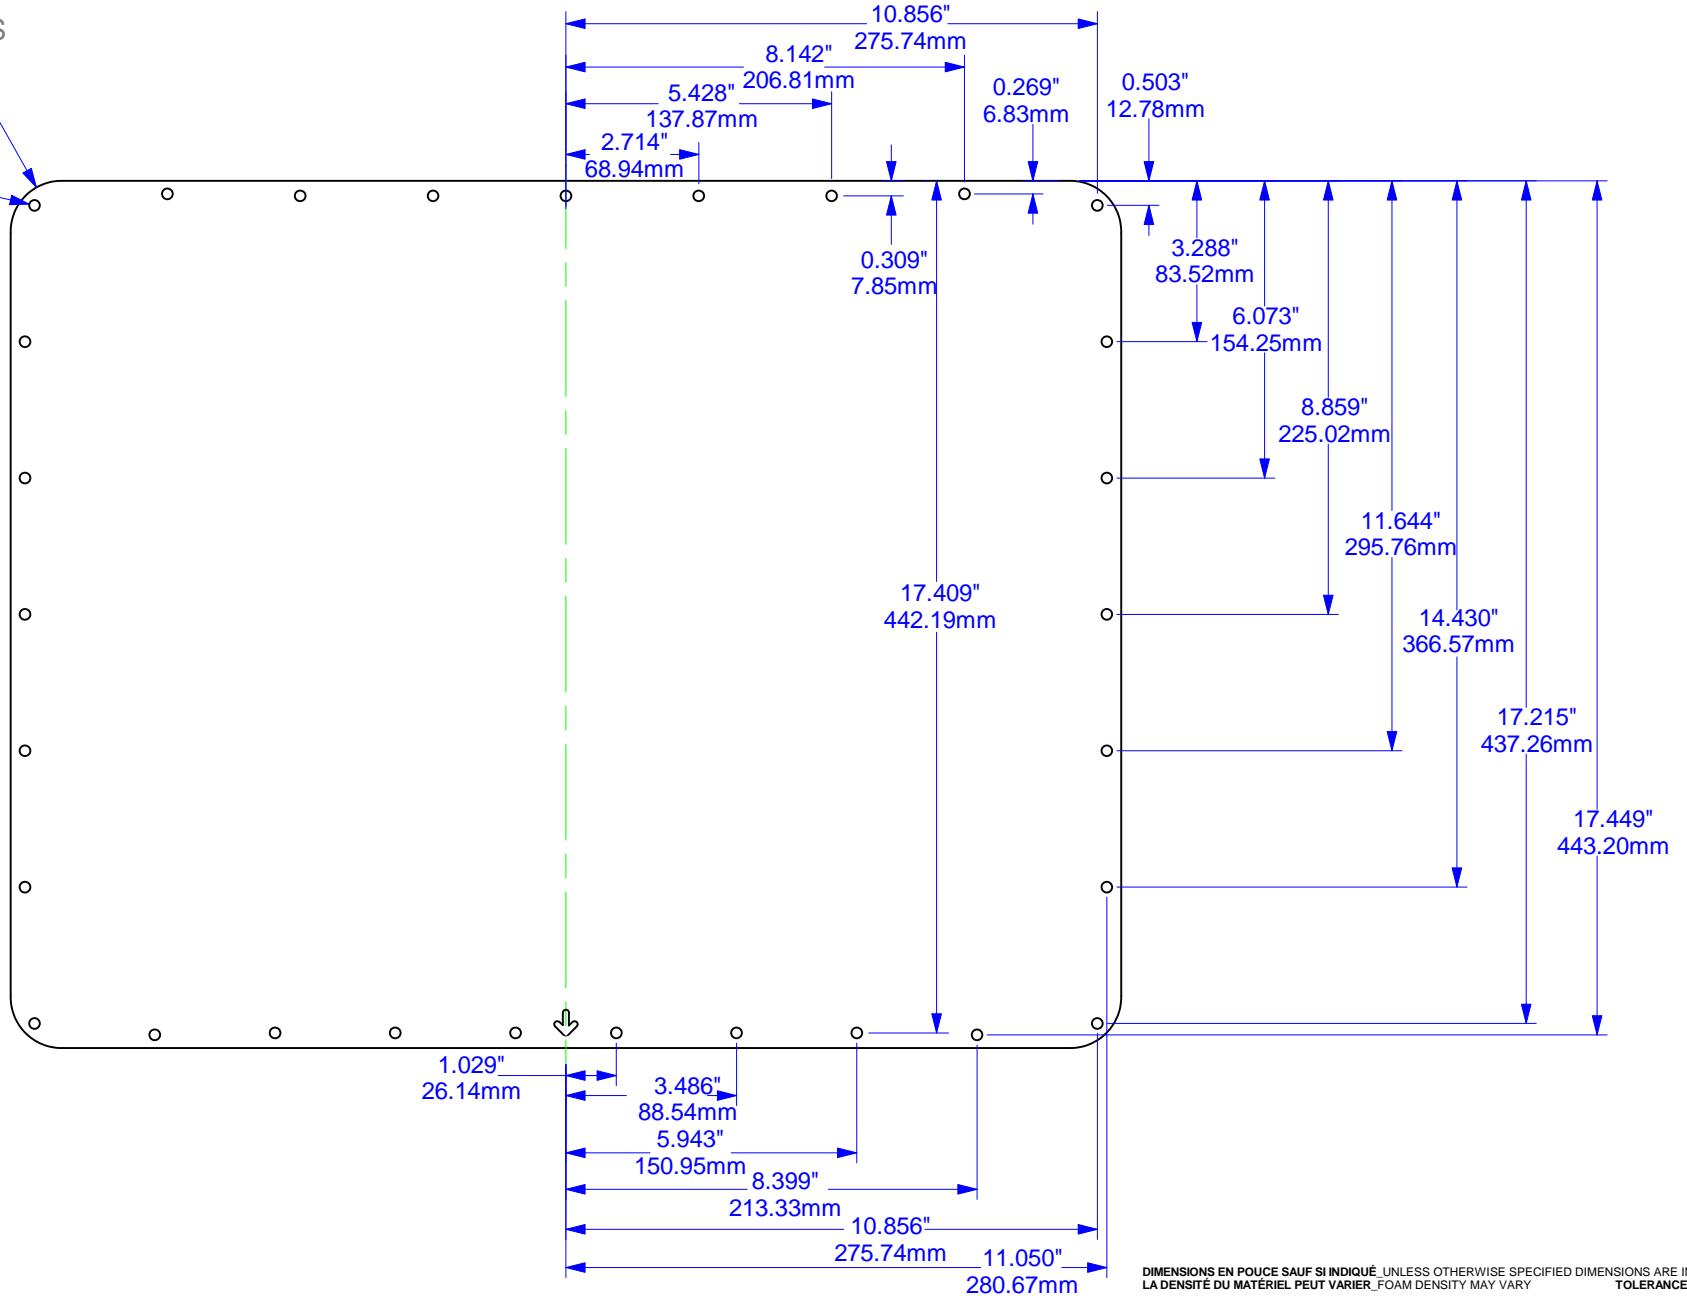 S
10.856"
275.74mm
8.142"
206.81mm
5.428"
137.87mm
2.714"
68.94mm
0.269"
6.83mm
0.503"
12.78mm
0.309"
7.85mm
3.288"
83.52mm
6.073"
154.25mm
8.859"
225.02mm
11.644"
295.76mm
17.409"
442.19mm
14.430"
366.57mm
17.215"
437.26mm
17.449"
443.20mm
1.029"
26.14mm
3.486"
88.54mm
5.943"
150.95mm
8.399"
213.33mm
10.856"
275.74mm
11.050"
280.67mm
DIMENSIONS EN POUCE SAUF SI INDIQUÉ_UNLESS OTHERWISE SPECIFIED DIMENSIONS ARE
LA DENSITÉ DU MATÉRIEL PEUT VARIER_FOAM DENSITY MAY VARY TOLERANCE